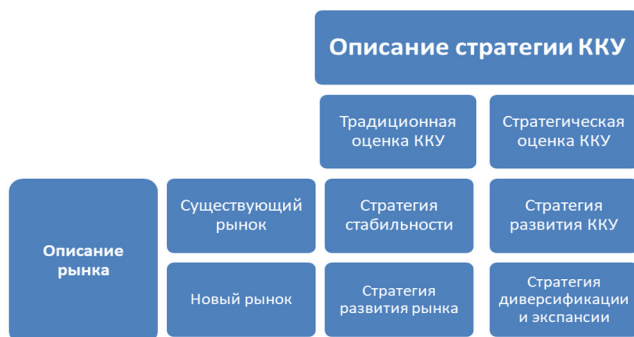 Описание стратегии ККУ
Традиционная
оценка ККУ
Стратегическая
оценка ККУ
Описание
рынка
Существующий
рынок
Стратегия
стабильности
Стратегия
развития ККУ
Новый рынок
Стратегия
развития рынка
Стратегия
диверсификации
и экспансии